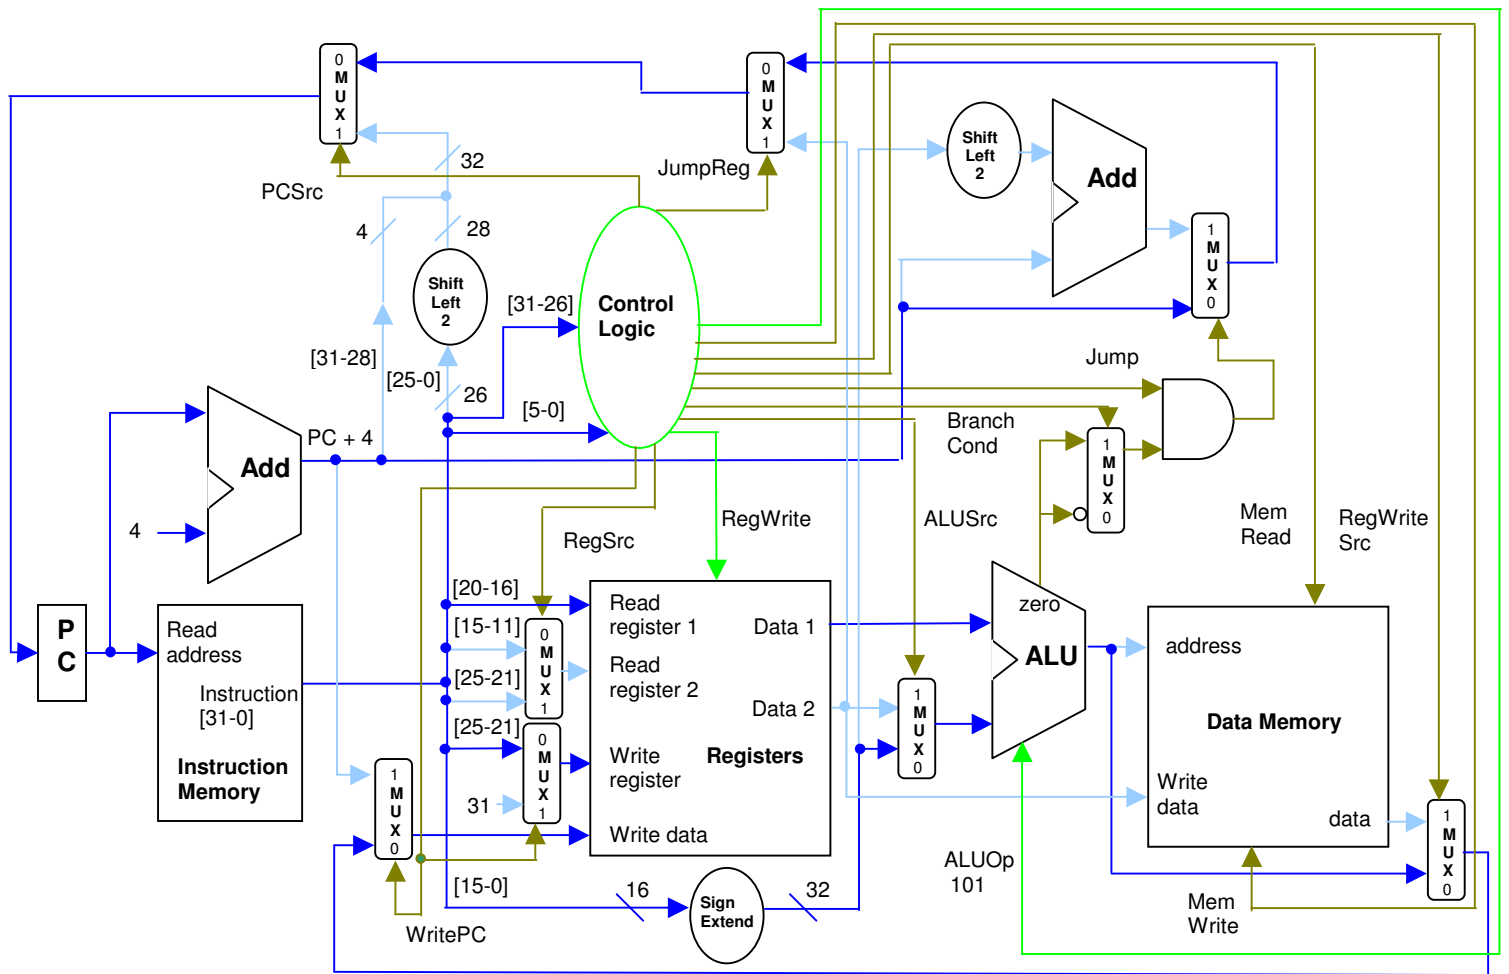 0
M
U
X
1
32
PCSrc
4
28
Shift
Left
2
[31-28]
[25-0]
26
[31-26]
[5-0]
Control
Logic
0
M
U
X
1
JumpReg
Shift
Left
2
Add
1
M
U
X
0
Jump
Branch
Cond
1
M
U
X
0
PC + 4
Add
4
RegSrc
RegWrite
ALUSrc
Mem
Read
RegWrite
Src
P
C
Read
address
Instruction
[31-0]
Instruction
Memory
[20-16]
[15-11]
[25-21]
[25-21]
0
M
U
X
1
0
M
U
X
1
31
1
M
U
X
0
WritePC
[15-0]
16
Sign
Extend
32
Read
register 1
Data 1
Read
register 2
Data 2
Write
register
Registers
Write data
1
M
U
X
0
zero
ALU
ALUOp
101
address
Data Memory
Write
data
data
Mem
Write
1
M
U
X
0